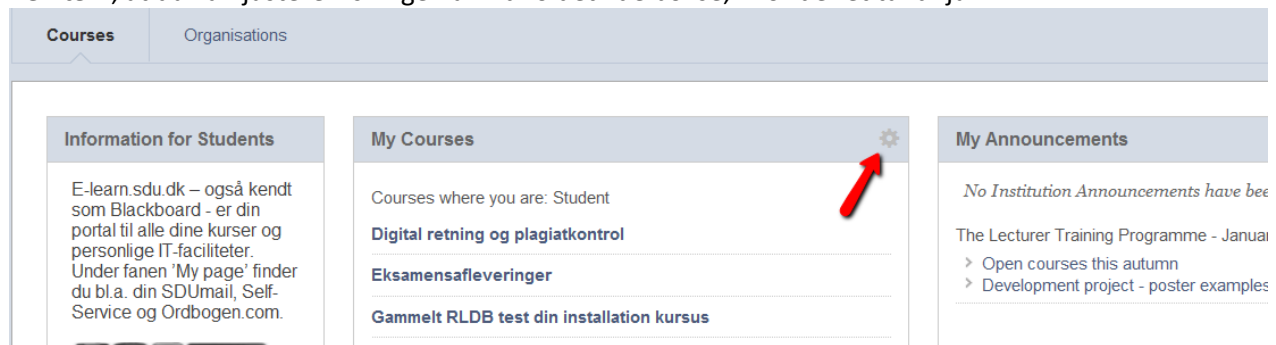 Courses
Organisations
Information for Students
E-learn.sdu.dk – også kendt
som Blackboard - er din
portal til alle dine kurser og
personlige IT-faciliteter.
Under fanen 'My page' finder
du bl.a. din SDUmail, Self-
Service og Ordbogen.com.
My Courses
Courses where you are: Student
Digital retning og plagiatkontrol
Eksamensafleveringer
Gammelt RLDB test din installation kursus
My Announcements
No Institution Announcements have bee
The Lecturer Training Programme - Januar
> Open courses this autumn
> Development project - poster examples